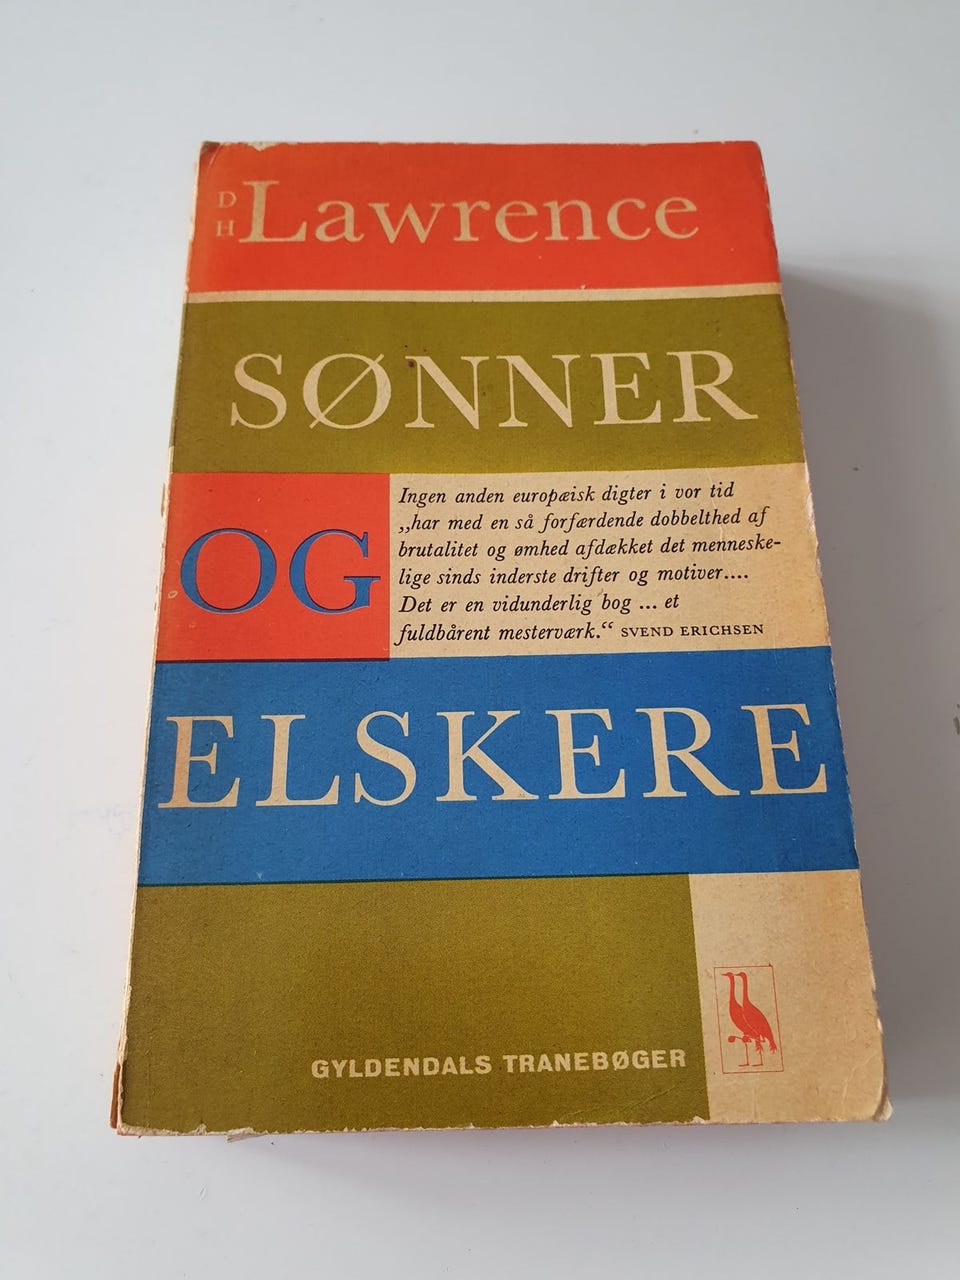 D H Lawrence
SØNNER
OG
Ingen anden europæisk digter i vor tid
„har med en så forfærdende dobbelthed af
brutalitet og ømhed afdækket det menneske-
lige sinds inderste drifter og motiver....
Det er en vidunderlig bog ... et
fuldbårent mesterværk.“ SVEND ERICHSEN
ELSKERE
GYLDENDALS TRANEBØGER